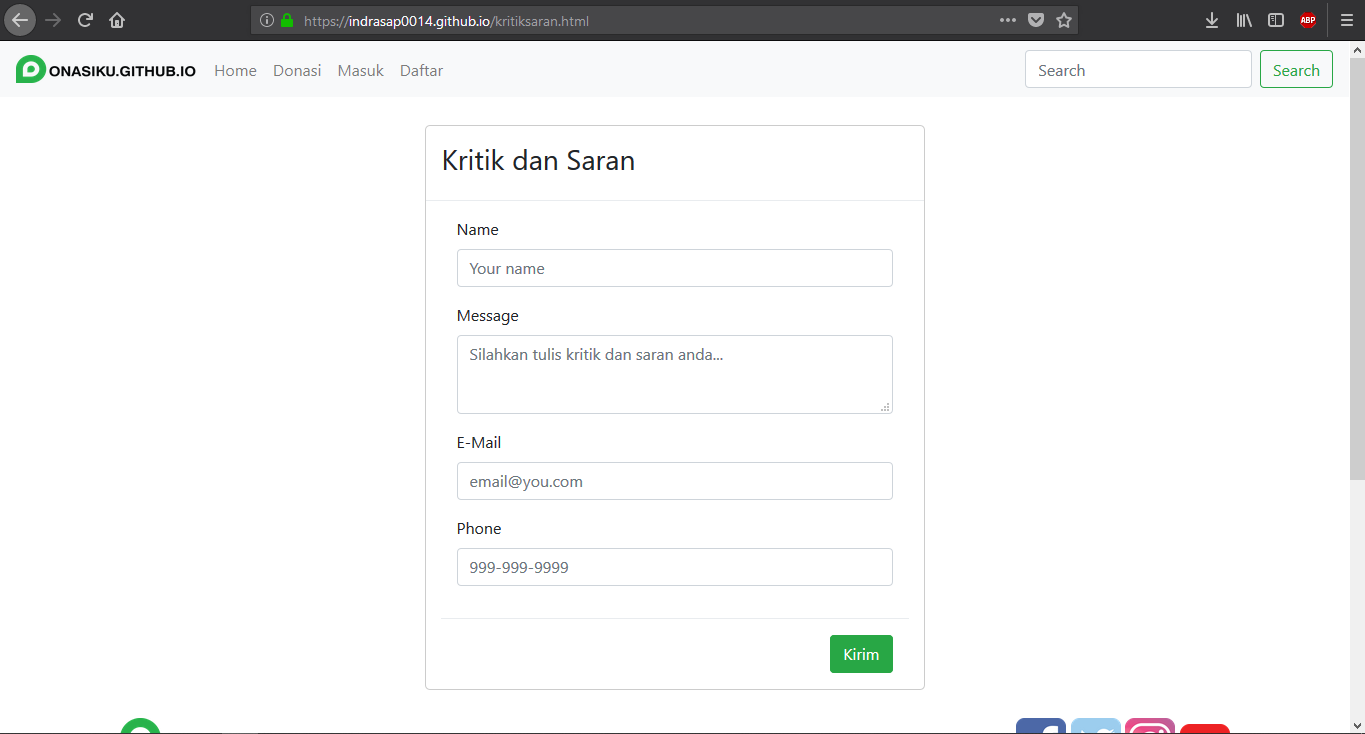 https://indrasap0014.github.io/kritiksaran.html
ABP
ONASIKU.GITHUB.IO Home Donasi Masuk Daftar Search Search
Kritik dan Saran
Name
Your name
Message
Silahkan tulis kritik dan saran anda...
E-Mail
email@you.com
Phone
999-999-9999
Kirim